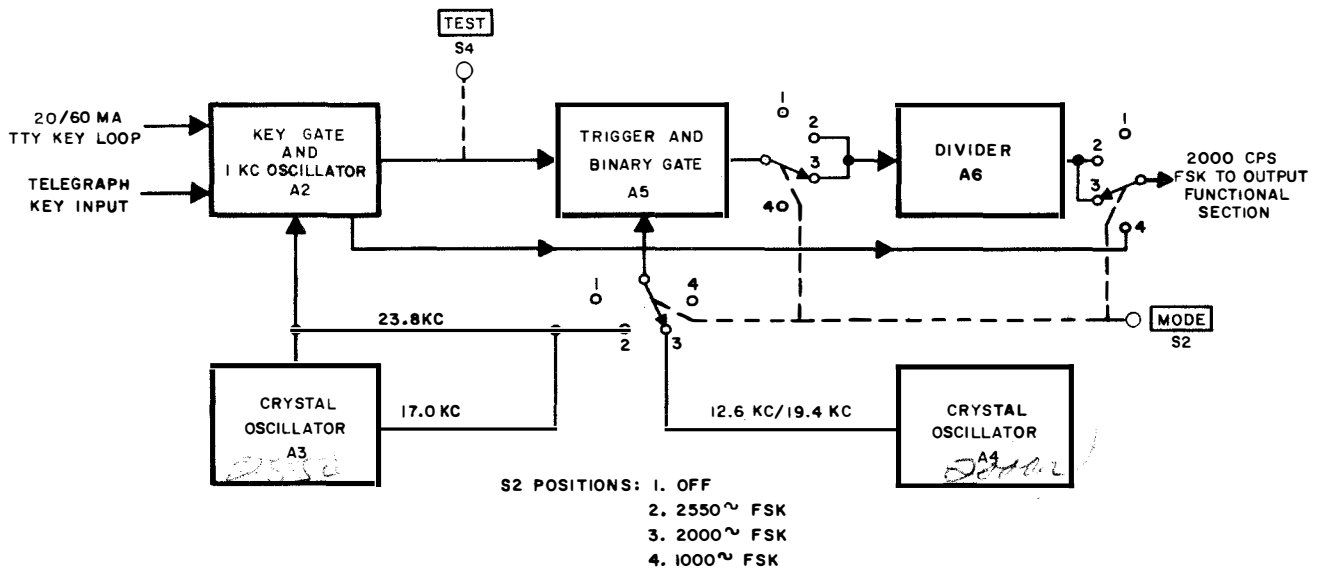 TEST
S4
20/60 MA
TTY KEY LOOP
TELEGRAPH
KEY INPUT
KEY GATE
AND
1 KC OSCILLATOR
A2
TRIGGER AND
BINARY GATE
A5
1
2
3
4
DIVIDER
A6
1
2
3
4
2000 CPS
FSK TO OUTPUT
FUNCTIONAL
SECTION
1
4
2
3
23.8KC
MODE
S2
CRYSTAL
OSCILLATOR
A3
17.0 KC
12.6 KC/19.4 KC
CRYSTAL
OSCILLATOR
A4
S2 POSITIONS: 1. OFF
2. 2550~ FSK
3. 2000~ FSK
4. 1000~ FSK